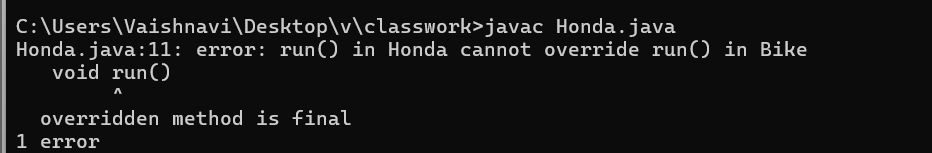 C:\Users\Vaishnavi\Desktop\v\classwork>javac Honda.java
Honda.java:11: error: run() in Honda cannot override run() in Bike
   void run()
        ^
  overridden method is final
1 error